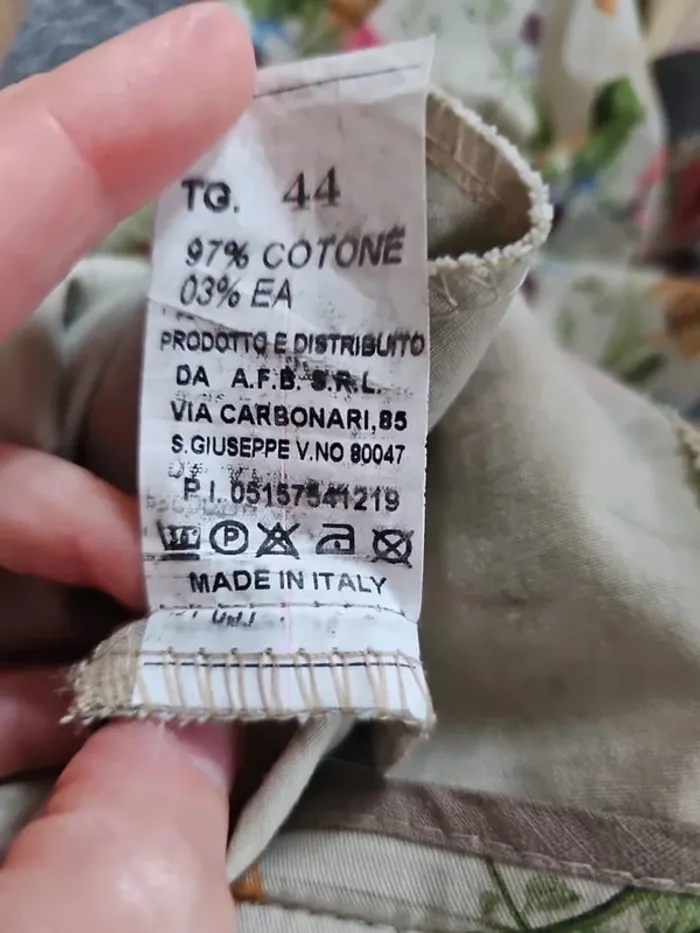 TG. 44
97% COTONE
03% EA
PRODOTTO E DISTRIBUITO
DA A.F.B. S.R.L.
VIA CARBONARI,85
S.GIUSEPPE V.NO 80047
P.I. 05157541219
30°
P
MADE IN ITALY